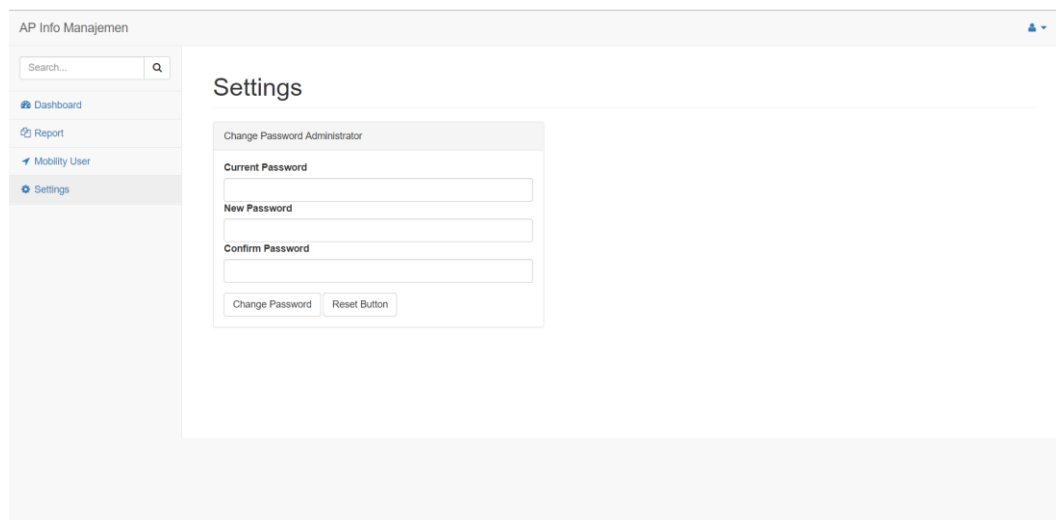 AP Info Manajemen
Search...
Dashboard
Report
Mobility User
Settings
Settings
Change Password Administrator
Current Password
New Password
Confirm Password
Change Password Reset Button